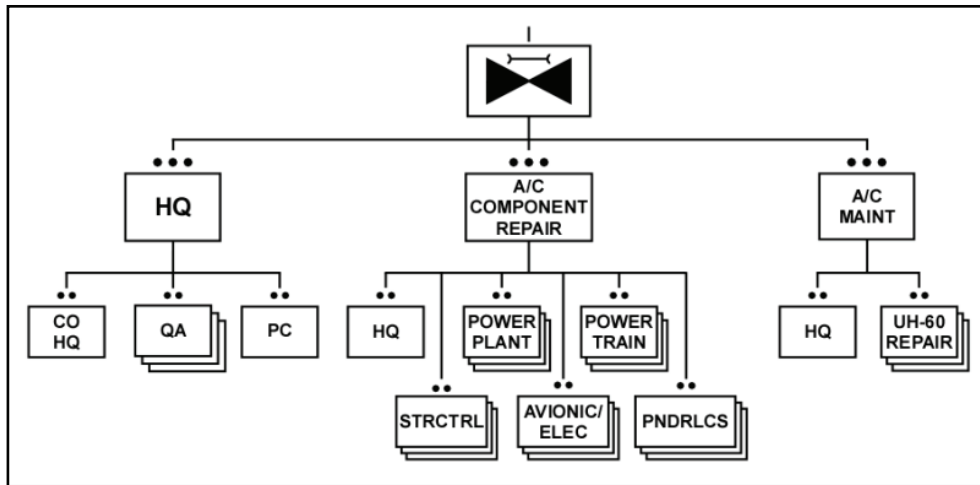 HQ
A/C
COMPONENT
REPAIR
A/C
MAINT
CO
HQ
QA
PC
HQ
POWER
PLANT
POWER
TRAIN
HQ
UH-60
REPAIR
STRCTRL
AVIONIC/
ELEC
PNDRLCS